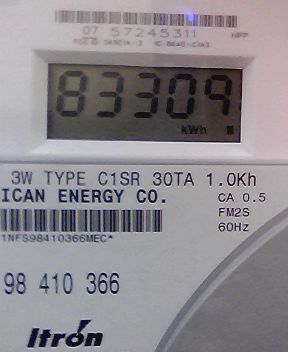 07 57245311 NPP
83309
kWh
3W TYPE C1SR 30TA 1.0Kh
ICAN ENERGY CO. CA 0.5
FM2S
60Hz
1NFS98410366MEC*
98 410 366
Itron